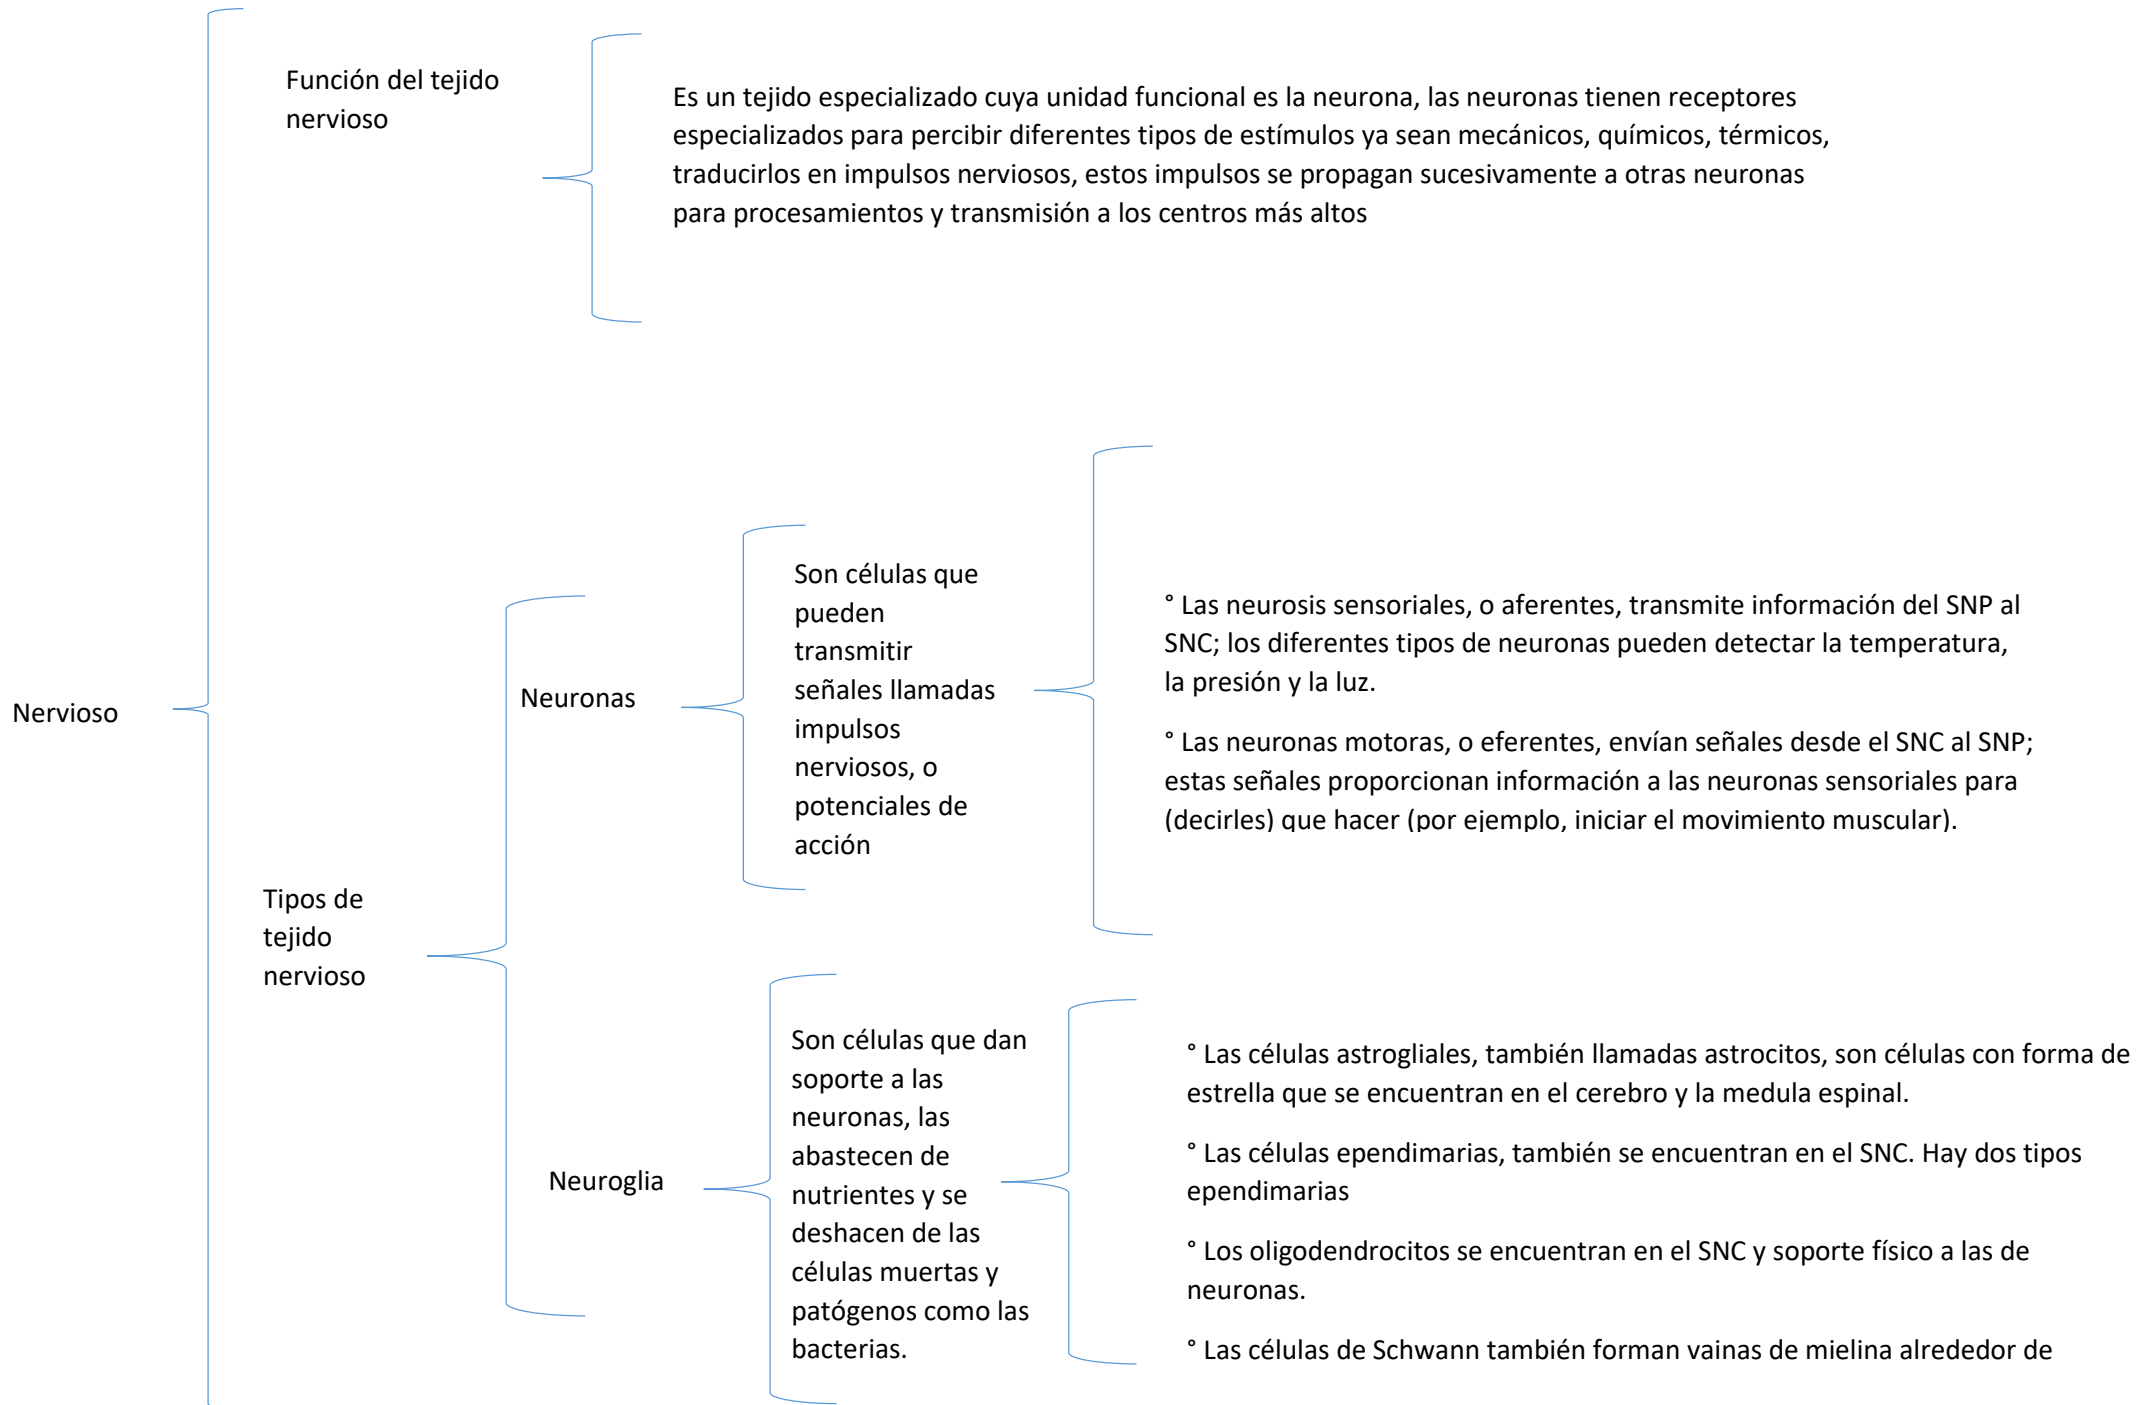 Función del tejido
nervioso
Es un tejido especializado cuya unidad funcional es la neurona, las neuronas tienen receptores
especializados para percibir diferentes tipos de estímulos ya sean mecánicos, químicos, térmicos,
traducirlos en impulsos nerviosos, estos impulsos se propagan sucesivamente a otras neuronas
para procesamientos y transmisión a los centros más altos
Nervioso
Tipos de
tejido
nervioso
Neuronas
Son células que
pueden
transmitir
señales llamadas
impulsos
nerviosos, o
potenciales de
acción
° Las neurosis sensoriales, o aferentes, transmite información del SNP al
SNC; los diferentes tipos de neuronas pueden detectar la temperatura,
la presión y la luz.
° Las neuronas motoras, o eferentes, envían señales desde el SNC al SNP;
estas señales proporcionan información a las neuronas sensoriales para
(decirles) que hacer (por ejemplo, iniciar el movimiento muscular).
Neuroglia
Son células que dan
soporte a las
neuronas, las
abastecen de
nutrientes y se
deshacen de las
células muertas y
patógenos como las
bacterias.
° Las células astrogliales, también llamadas astrocitos, son células con forma de
estrella que se encuentran en el cerebro y la medula espinal.
° Las células ependimarias, también se encuentran en el SNC. Hay dos tipos
ependimarias
° Los oligodendrocitos se encuentran en el SNC y soporte físico a las de
neuronas.
° Las células de Schwann también forman vainas de mielina alrededor de